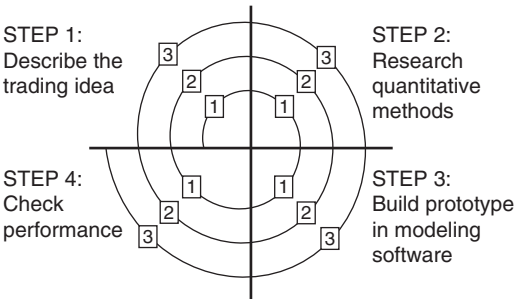 STEP 1:
Describe the
trading idea
STEP 2:
Research
quantitative
methods
3
3
2
2
1
1
STEP 4:
Check
performance
STEP 3:
Build prototype
in modeling
software
1
1
2
2
3
3